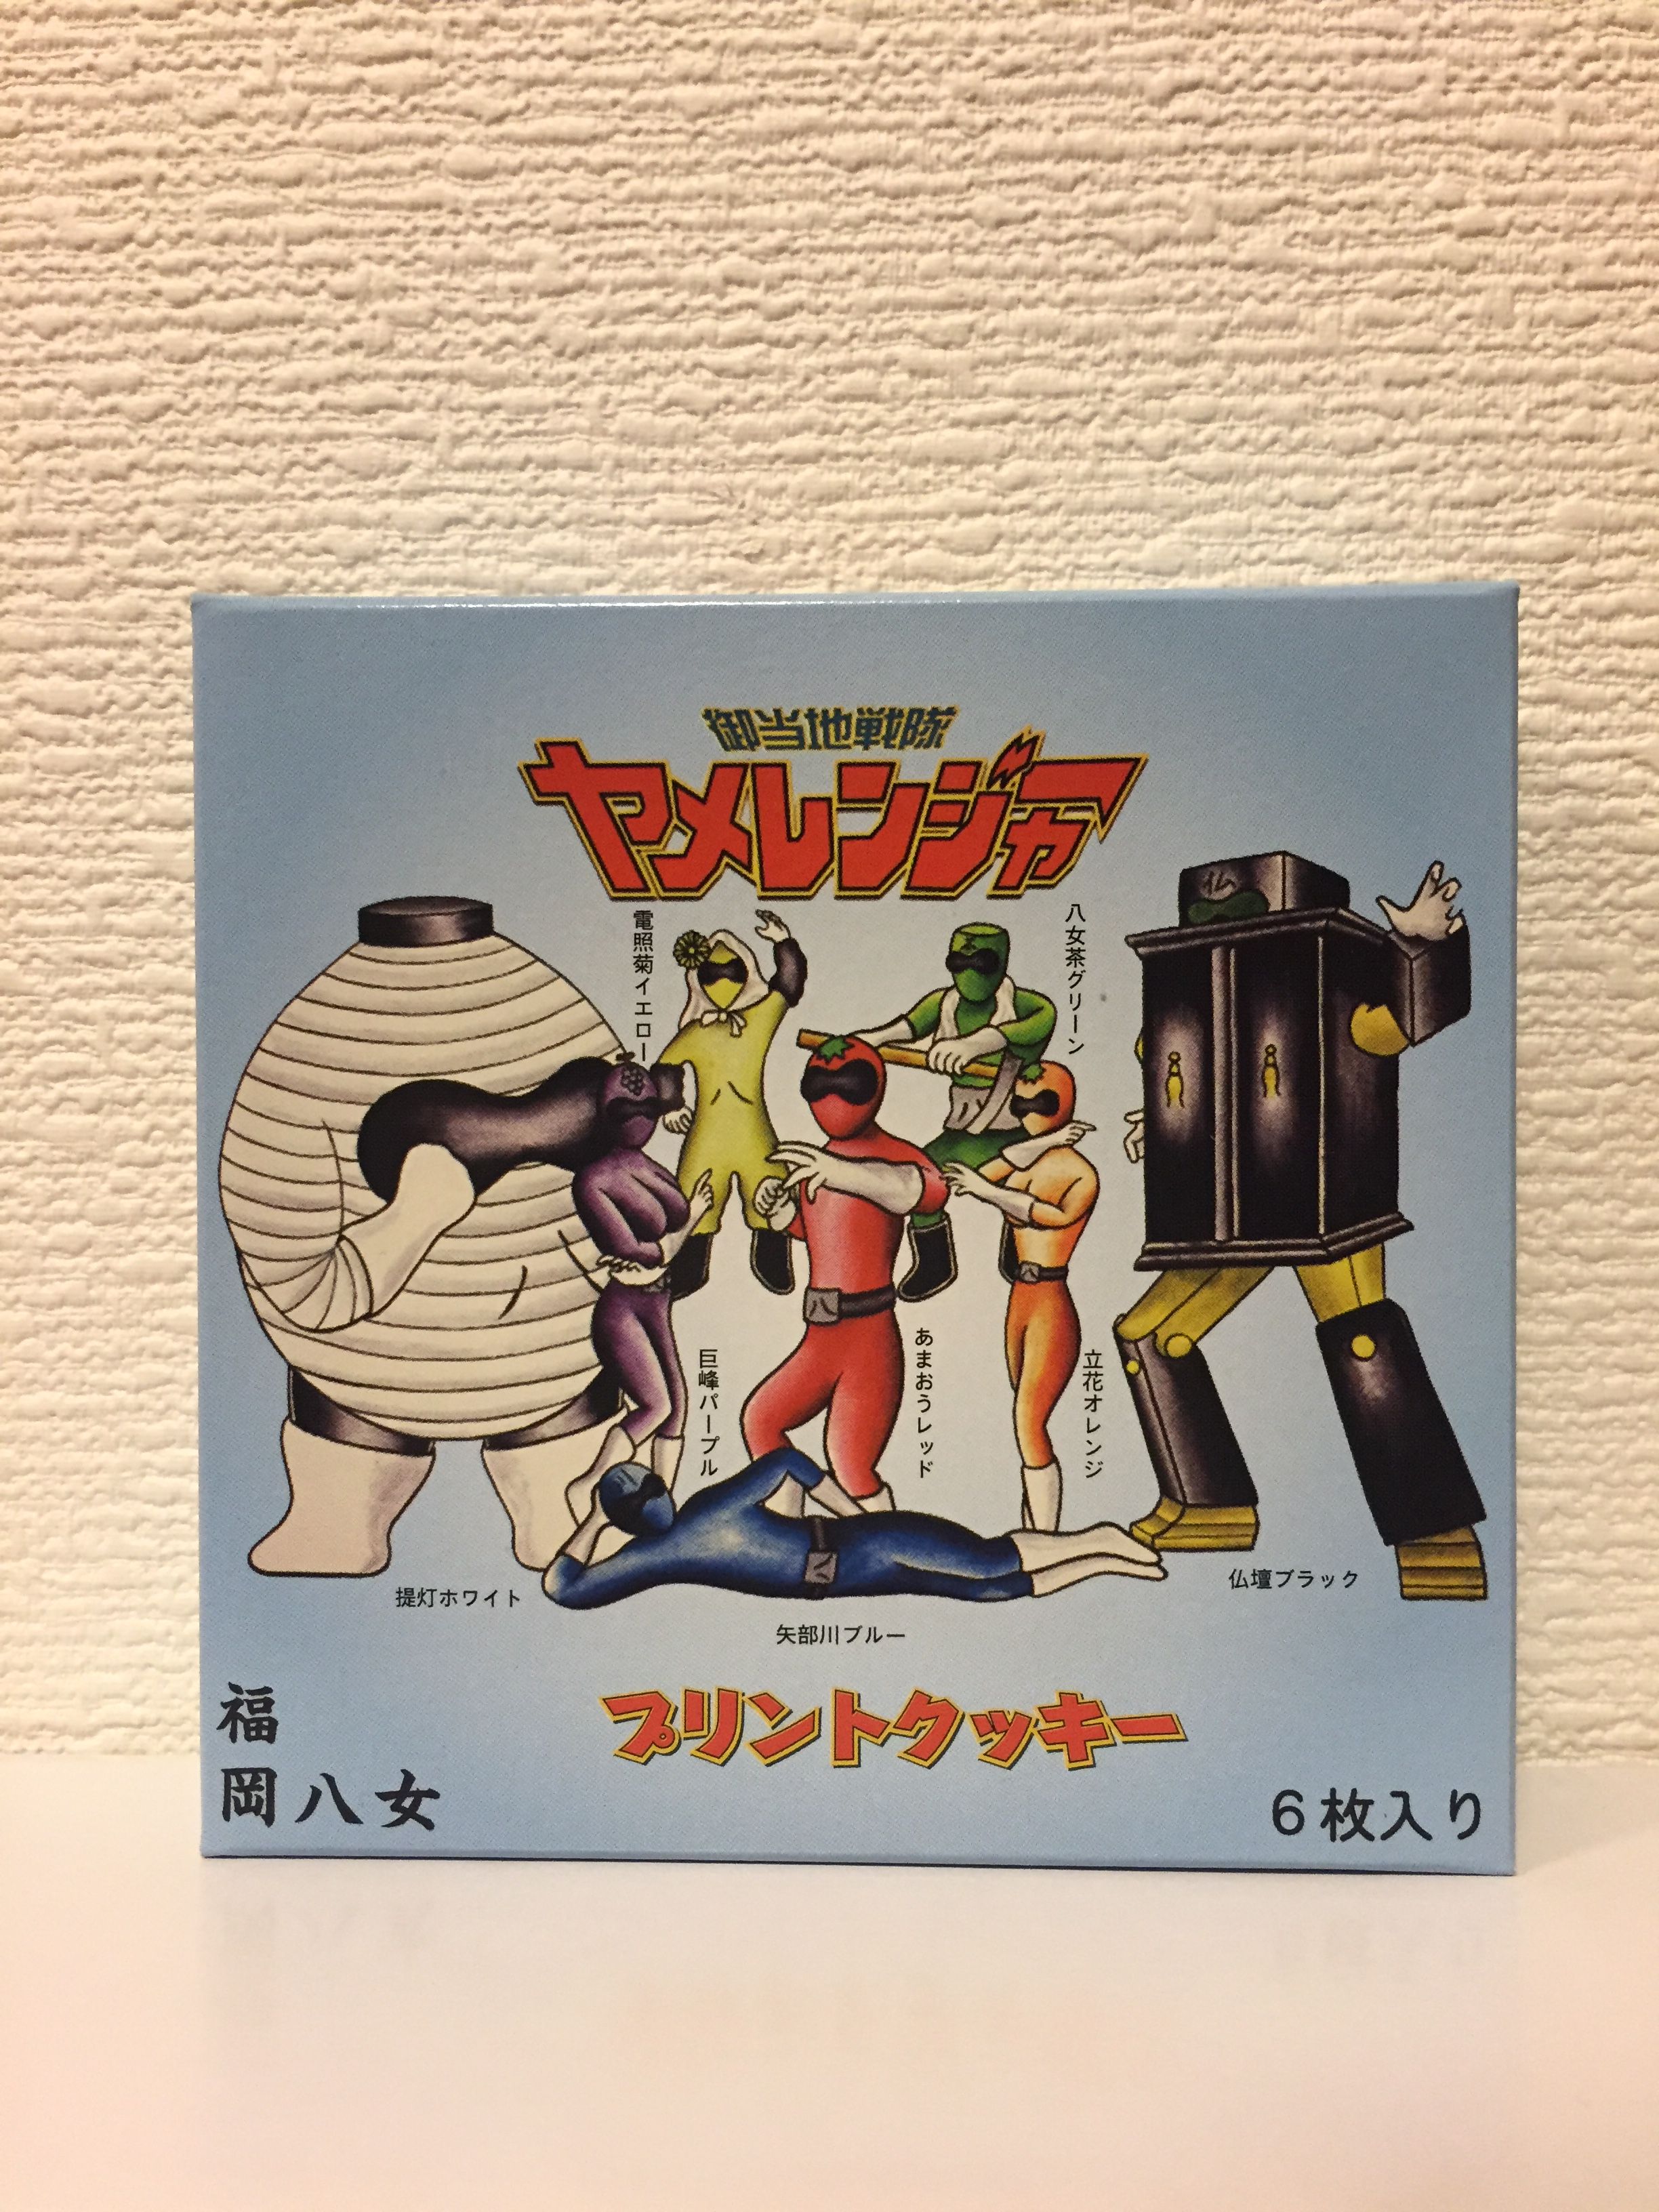 御当地戦隊
ヤメレンジャー
電照菊イエロー
八女茶グリーン
巨峰パープル
あまおうレッド
立花オレンジ
提灯ホワイト
矢部川ブルー
仏
仏壇ブラック
プリントクッキー
福岡八女
6枚入り